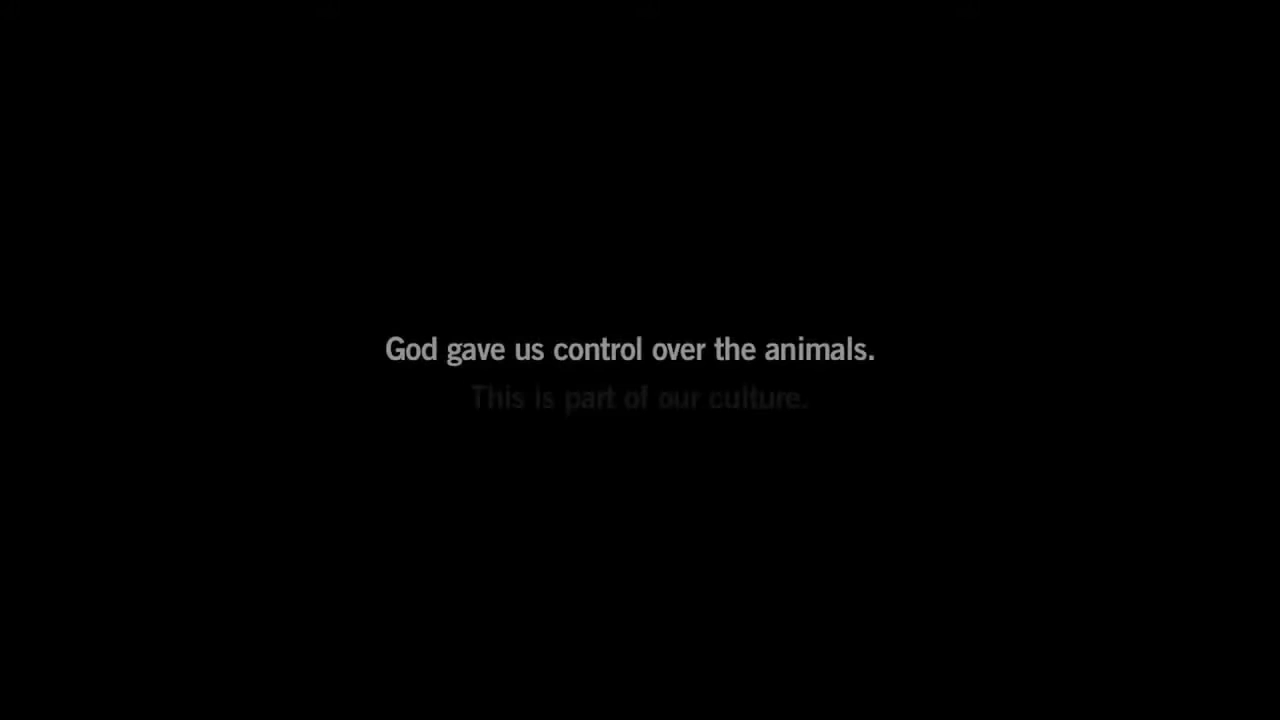 God gave us control over the animals.
This is part of our culture.